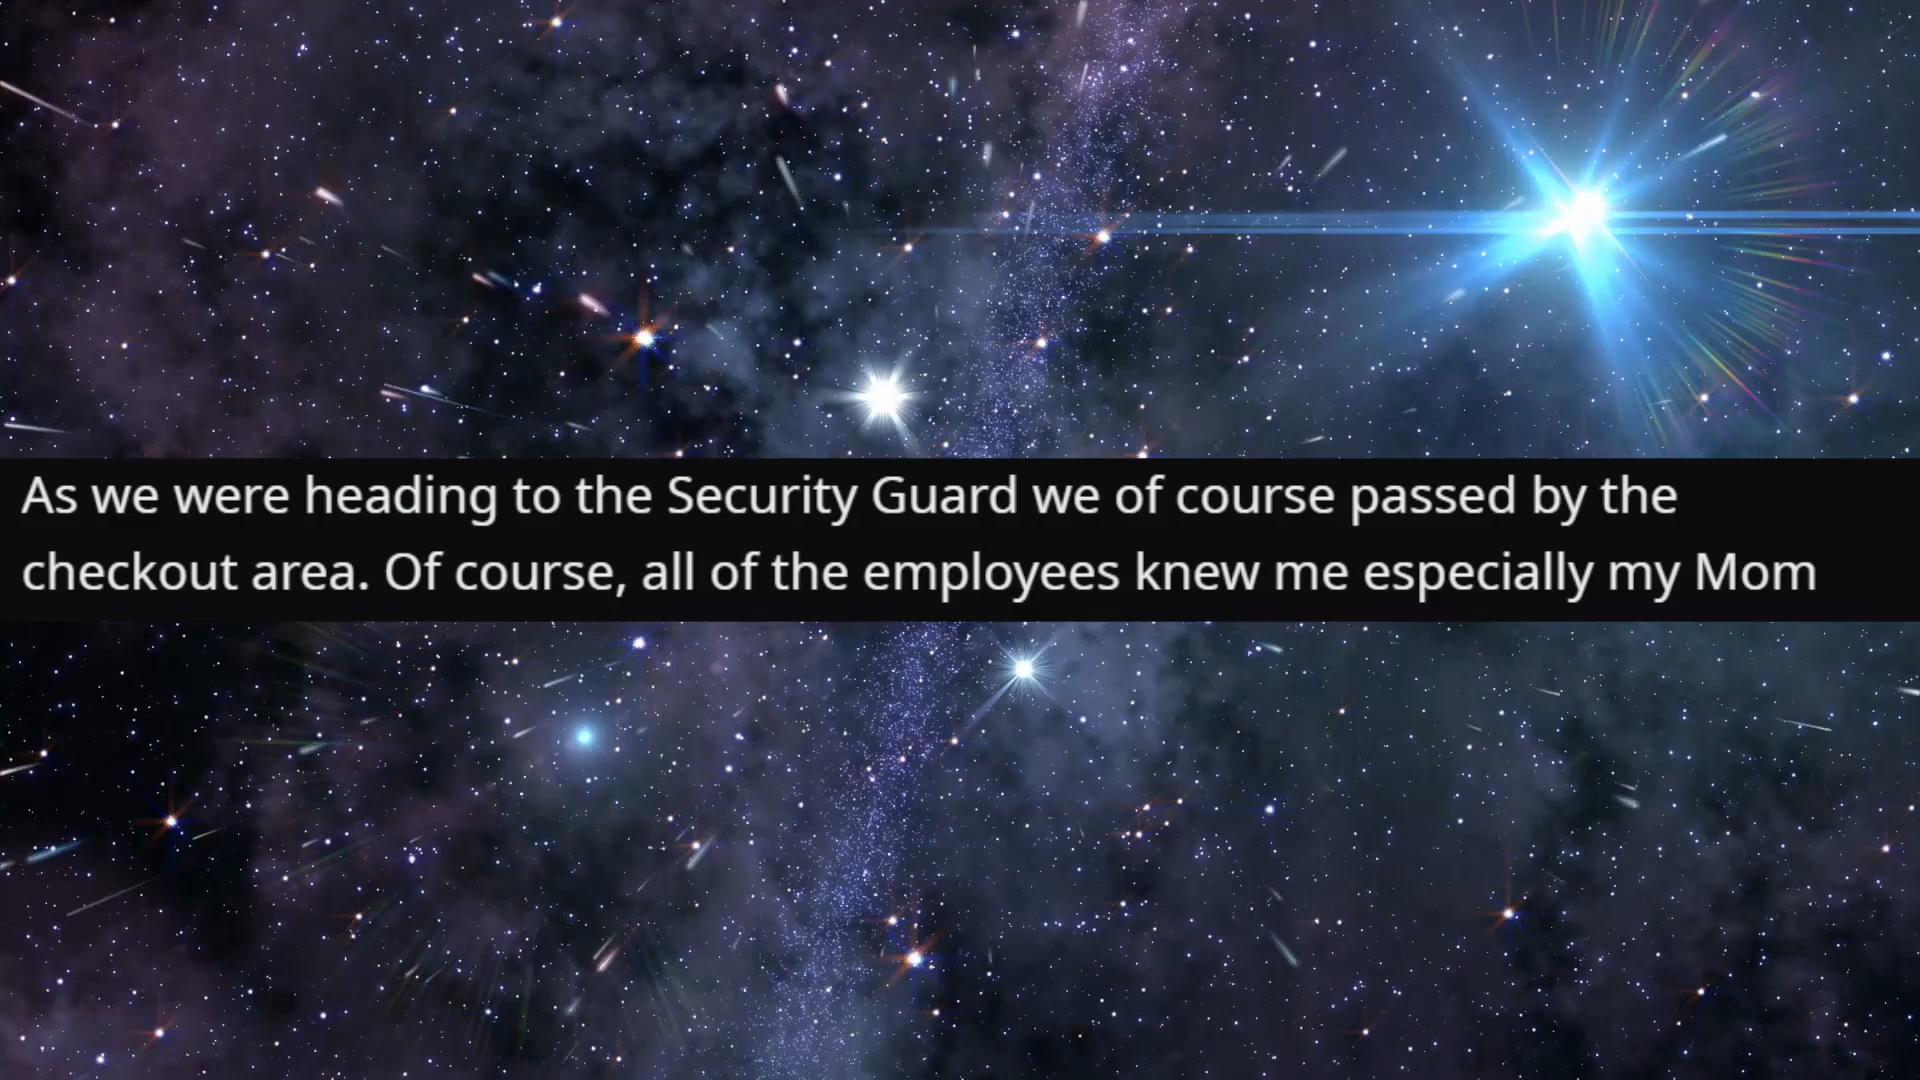 As we were heading to the Security Guard we of course passed by the
checkout area. Of course, all of the employees knew me especially my Mom